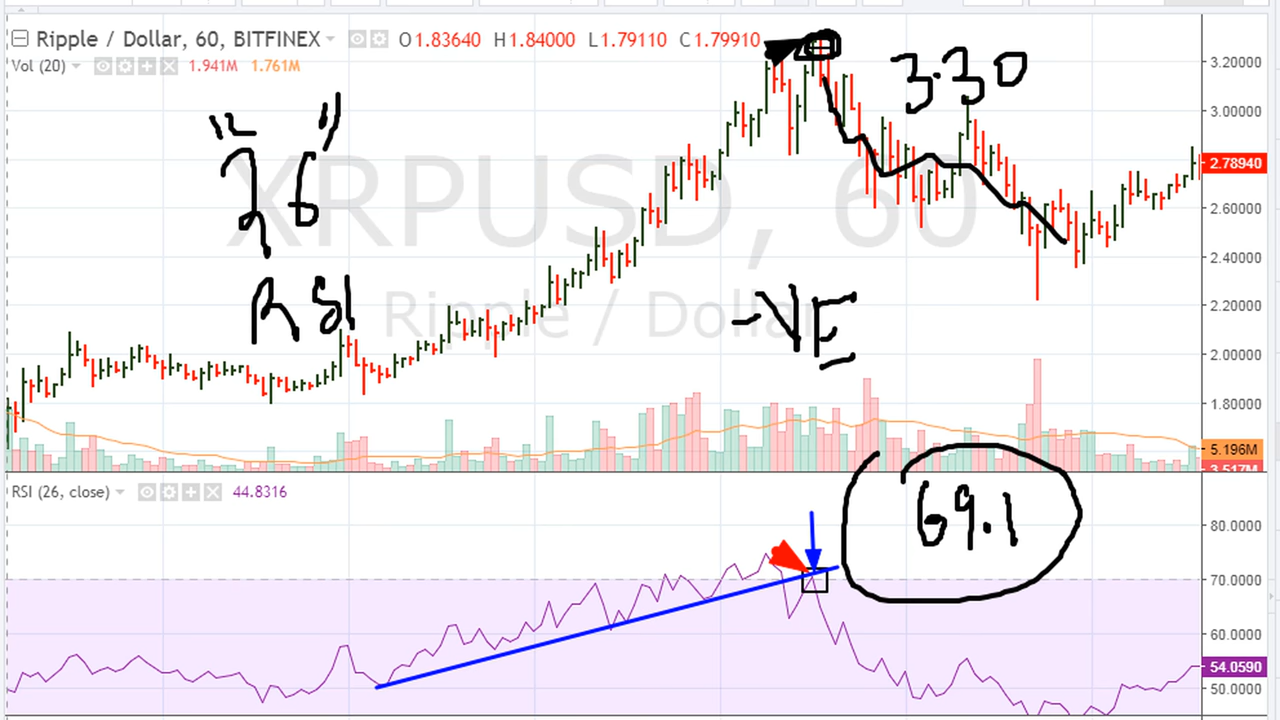 Ripple / Dollar, 60, BITFINEX O1.83640 H1.84000 L1.79110 C1.79910
Vol (20) 1.941M 1.761M
3.30
"26"
RSI
XRPUSD, 60
Ripple / Dollar
-VE
3.20000
3.00000
2.78940
2.60000
2.40000
2.20000
2.00000
1.80000
5.196M
3.517M
RSI (26, close) 44.8316
69.1
80.0000
70.0000
60.0000
54.0590
50.0000